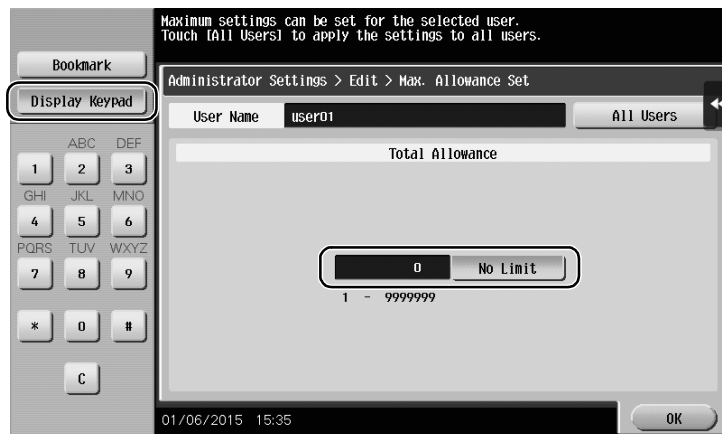 Maximum settings can be set for the selected user.
Touch [All Users] to apply the settings to all users.
Bookmark
Display Keypad
Administrator Settings > Edit > Max. Allowance Set
User Name user01 All Users
Total Allowance
ABC DEF
1 2 3
GHI JKL MNO
4 5 6
PQRS TUV WXYZ
7 8 9
* 0 #
C
0 No Limit
1 - 9999999
01/06/2015 15:35
OK